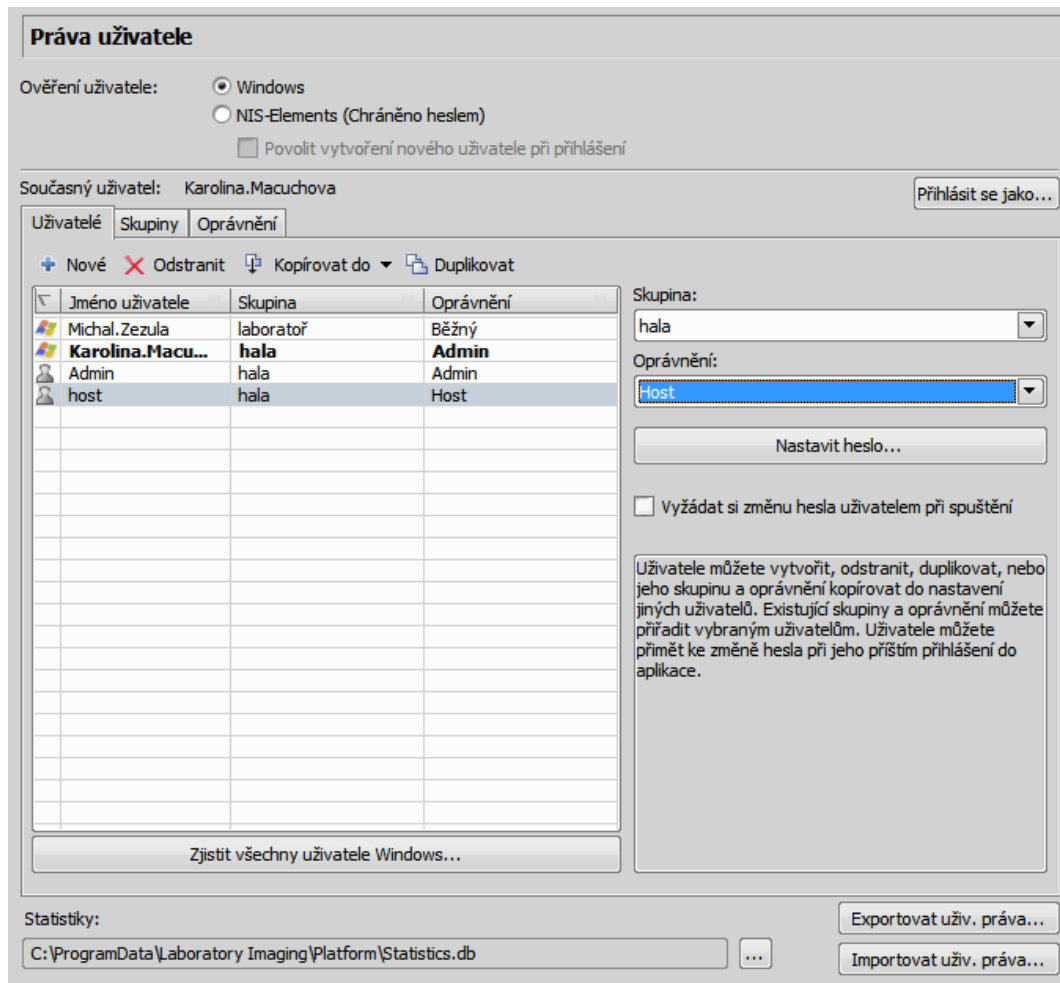 Práva uživatele
Ověření uživatele:
Windows
NIS-Elements (Chráněno heslem)
Povolit vytvoření nového uživatele při přihlášení
Současný uživatel: Karolina.Macuchova
Přihlásit se jako...
Uživatelé Skupiny Oprávnění
Nové Odstranit Kopírovat do Duplikovat
Jméno uživatele Skupina Oprávnění
Michal.Zezula laboratoř Běžný
Karolina.Macu... hala Admin
Admin hala Admin
host hala Host
Zjistit všechny uživatele Windows...
Skupina:
hala
Oprávnění:
Host
Nastavit heslo...
Vyžádat si změnu hesla uživatelem při spuštění
Uživatele můžete vytvořit, odstranit, duplikovat, nebo
jeho skupinu a oprávnění kopírovat do nastavení
jiných uživatelů. Existující skupiny a oprávnění můžete
přiřadit vybraným uživatelům. Uživatele můžete
přimět ke změně hesla při jeho příštím přihlášení do
aplikace.
Statistiky:
C:\ProgramData\Laboratory Imaging\Platform\Statistics.db
...
Exportovat uživ. práva...
Importovat uživ. práva...